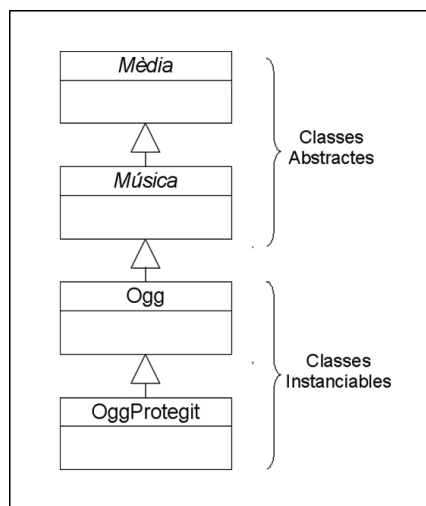 Mèdia
Música
Classes
Abstractes
Ogg
OggProtegit
Classes
Instanciables